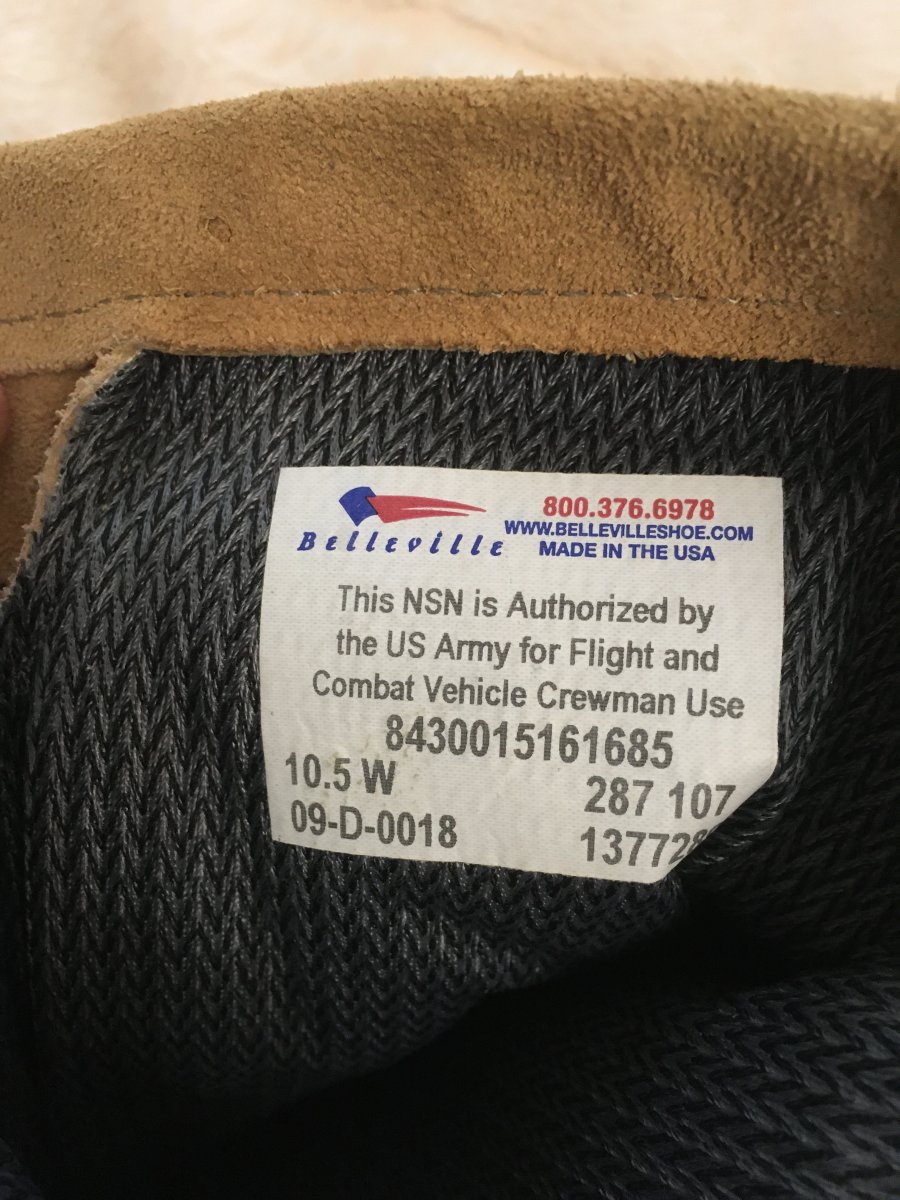 Belleville
800.376.6978
WWW.BELLEVILLESHOE.COM
MADE IN THE USA
This NSN is Authorized by
the US Army for Flight and
Combat Vehicle Crewman Use
8430015161685
10.5 W 287 107
09-D-0018